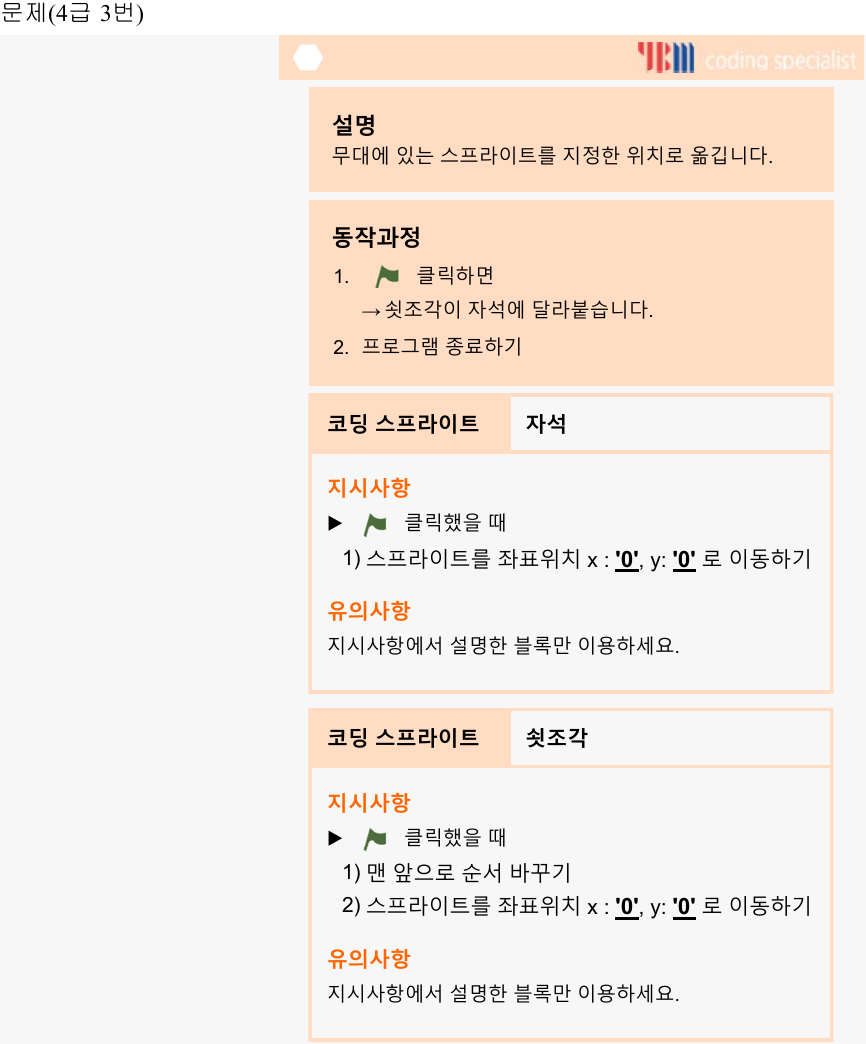 문제(4급 3번)
YBM coding specialist
설명
무대에 있는 스프라이트를 지정한 위치로 옮깁니다.
동작과정
1. 클릭하면
→ 쇳조각이 자석에 달라붙습니다.
2. 프로그램 종료하기
코딩 스프라이트 자석
지시사항
▶ 클릭했을 때
1) 스프라이트를 좌표위치 x : '0', y: '0' 로 이동하기
유의사항
지시사항에서 설명한 블록만 이용하세요.
코딩 스프라이트 쇳조각
지시사항
▶ 클릭했을 때
1) 맨 앞으로 순서 바꾸기
2) 스프라이트를 좌표위치 x : '0', y: '0' 로 이동하기
유의사항
지시사항에서 설명한 블록만 이용하세요.